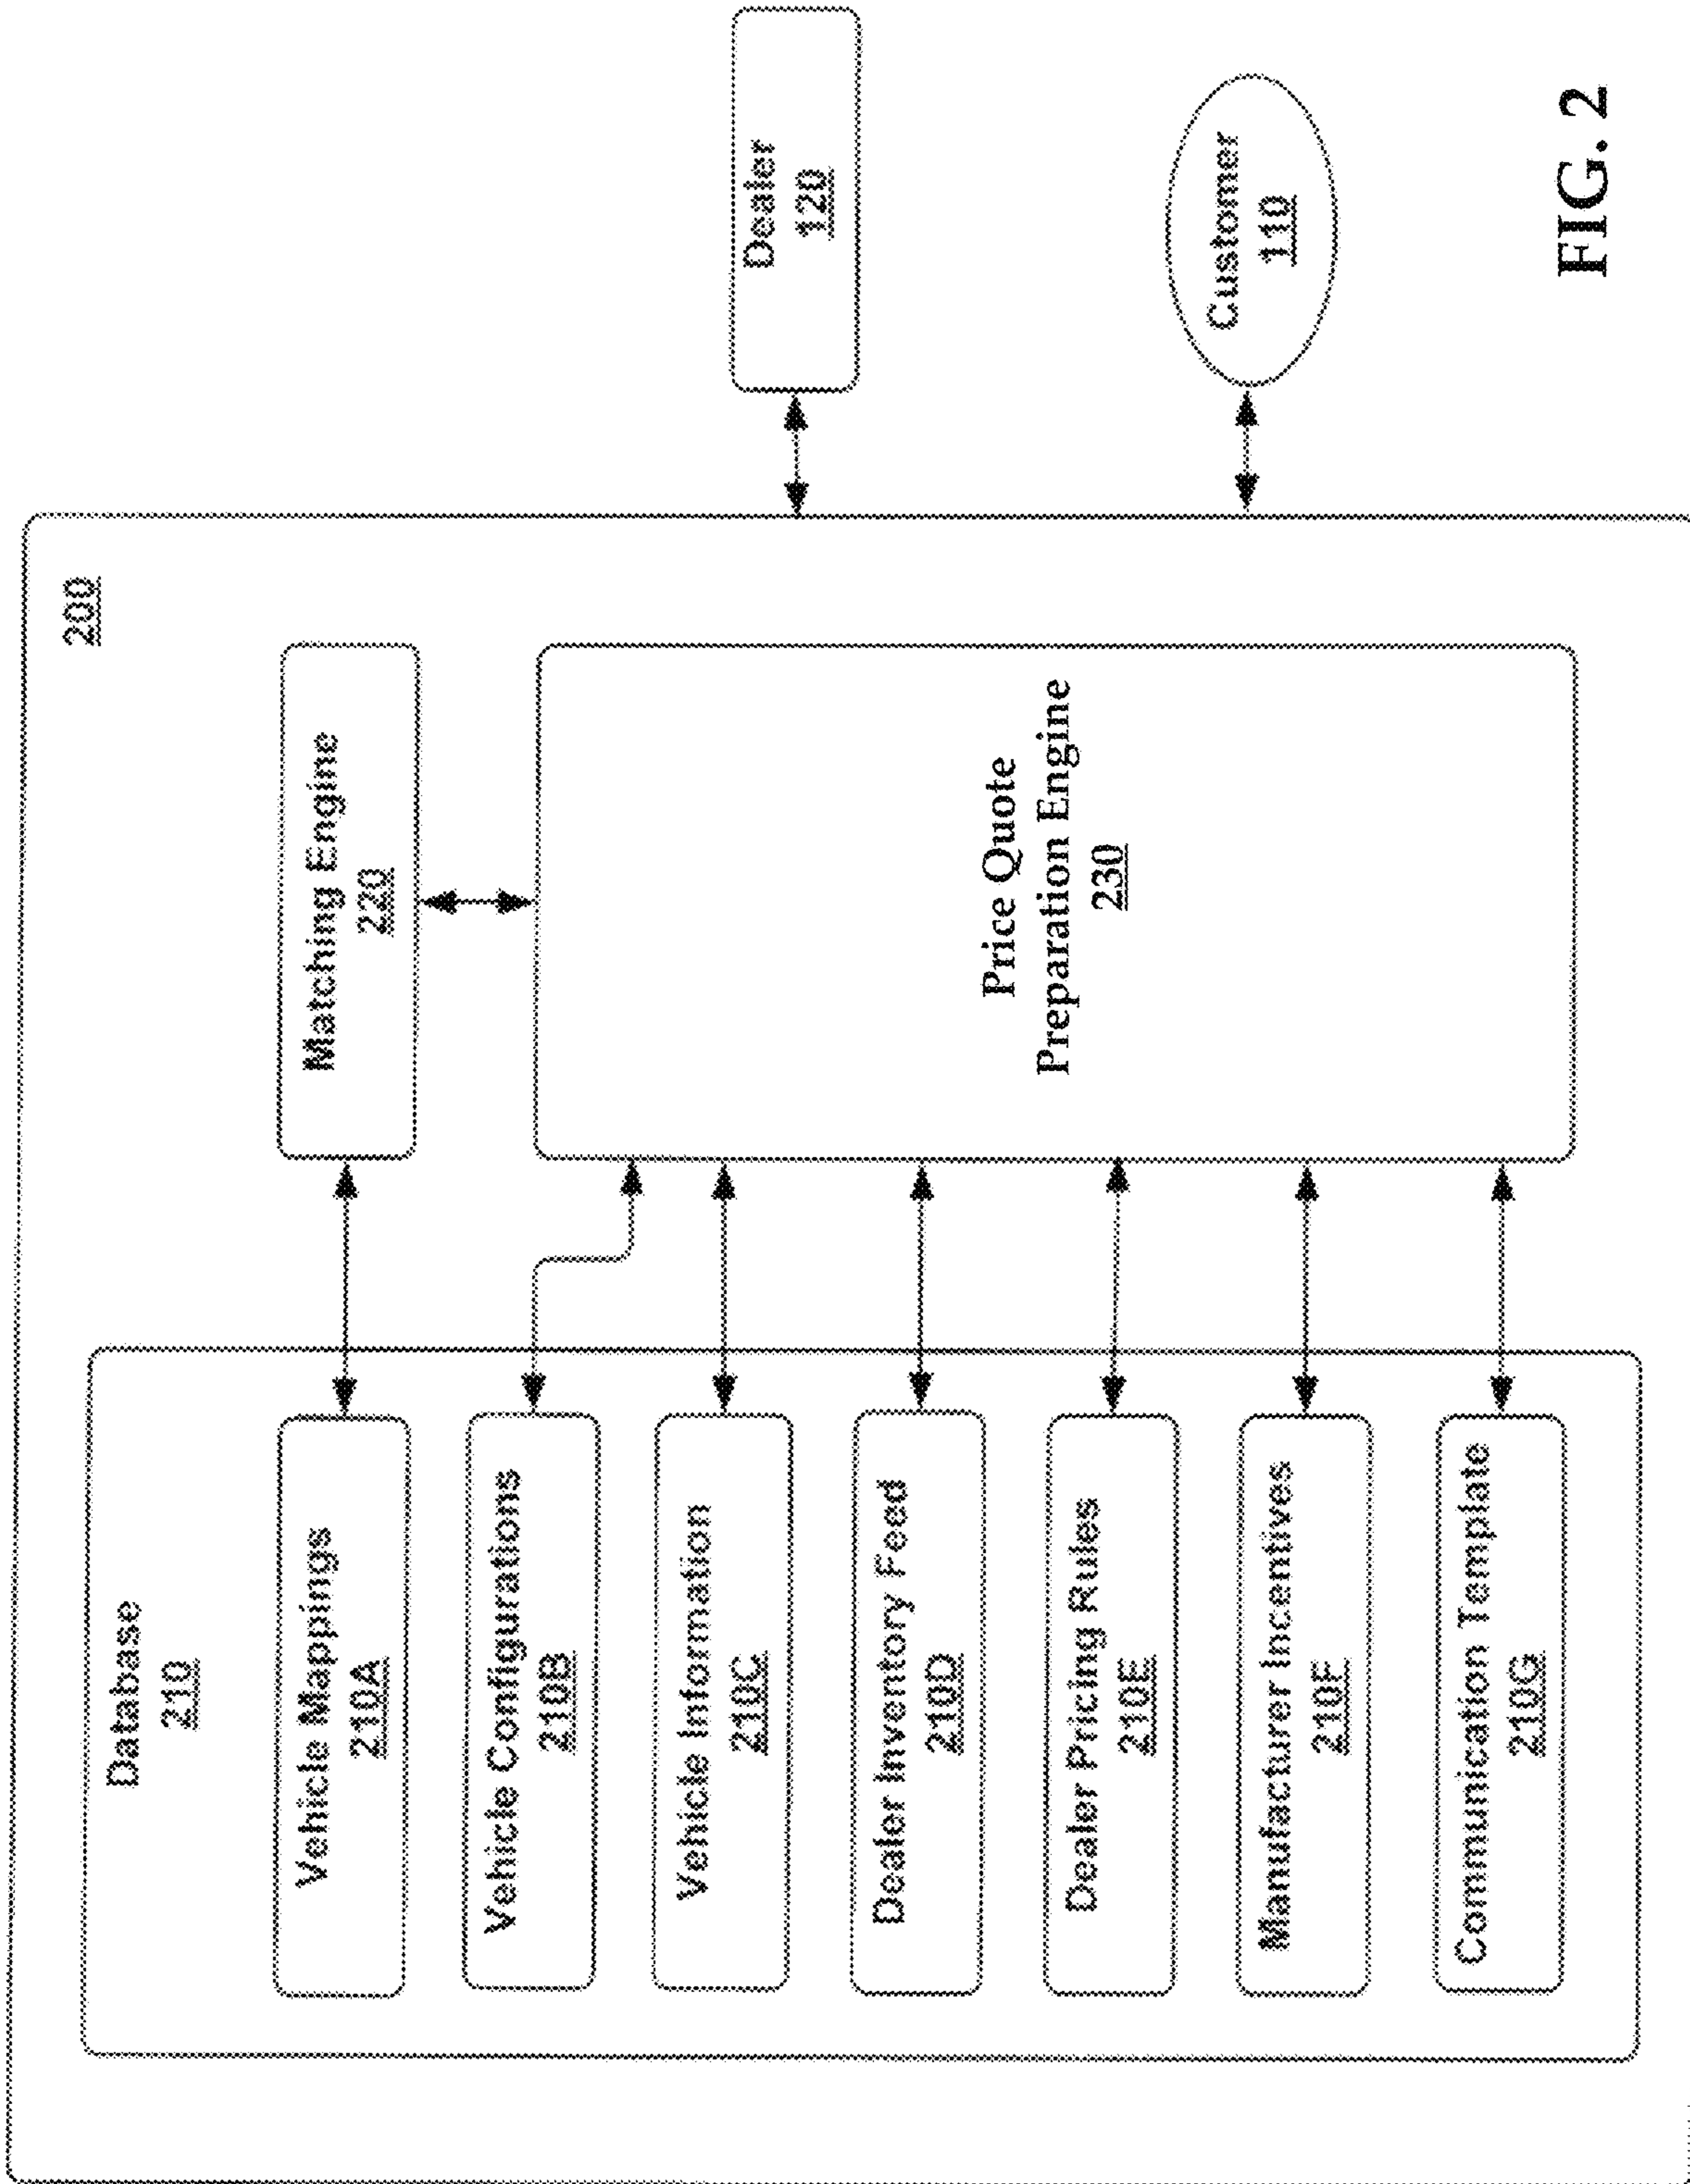 200
Database
210
Vehicle Mappings
210A
Vehicle Configurations
210B
Vehicle Information
210C
Dealer Inventory Feed
210D
Dealer Pricing Rules
210E
Manufacturer Incentives
210F
Communication Template
210G
Matching Engine
220
Price Quote
Preparation Engine
230
Dealer
120
Customer
110
FIG. 2